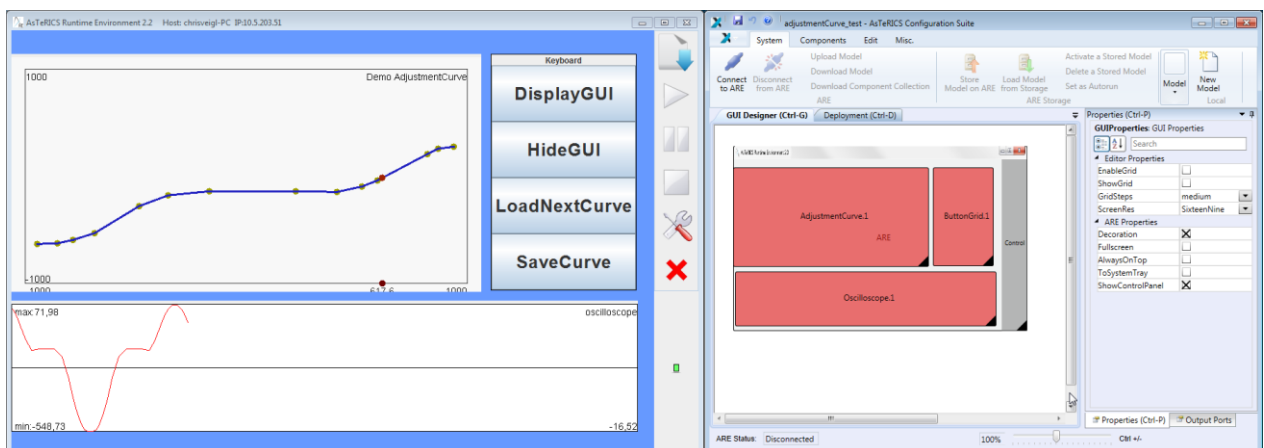 AsTeRICS Runtime Environment 2.2 Host: chrisveigl-PC IP:10.5.203.51
1000
Demo AdjustmentCurve
-1000
-1000
617,6
1000
Keyboard
DisplayGUI
HideGUI
LoadNextCurve
SaveCurve
max:71,98
oscilloscope
min:-548,73
-16,52
adjustmentCurve_test - AsTeRICS Configuration Suite
System Components Edit Misc.
Connect to ARE
Disconnect from ARE
Upload Model
Download Model
Download Component Collection
ARE
Store Model on ARE
Load Model from Storage
Activate a Stored Model
Delete a Stored Model
Set as Autorun
ARE Storage
Model
New Model
Local
GUI Designer (Ctrl-G) Deployment (Ctrl-D)
AdjustmentCurve.1
ARE
ButtonGrid.1
Control
Oscilloscope.1
Properties (Ctrl-P)
GUIProperties: GUI Properties
Search
Editor Properties
EnableGrid
ShowGrid
GridSteps medium
ScreenRes SixteenNine
ARE Properties
Decoration
Fullscreen
AlwaysOnTop
ToSystemTray
ShowControlPanel
Properties (Ctrl-P) Output Ports
ARE Status: Disconnected
100%
Ctrl +/-